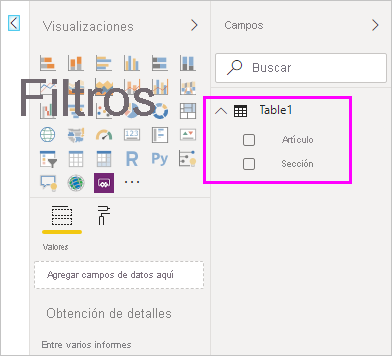 Visualizaciones
Filtros
R Py
Valores
Agregar campos de datos aquí
Obtención de detalles
Entre varios informes
Campos
Buscar
Table1
Artículo
Sección